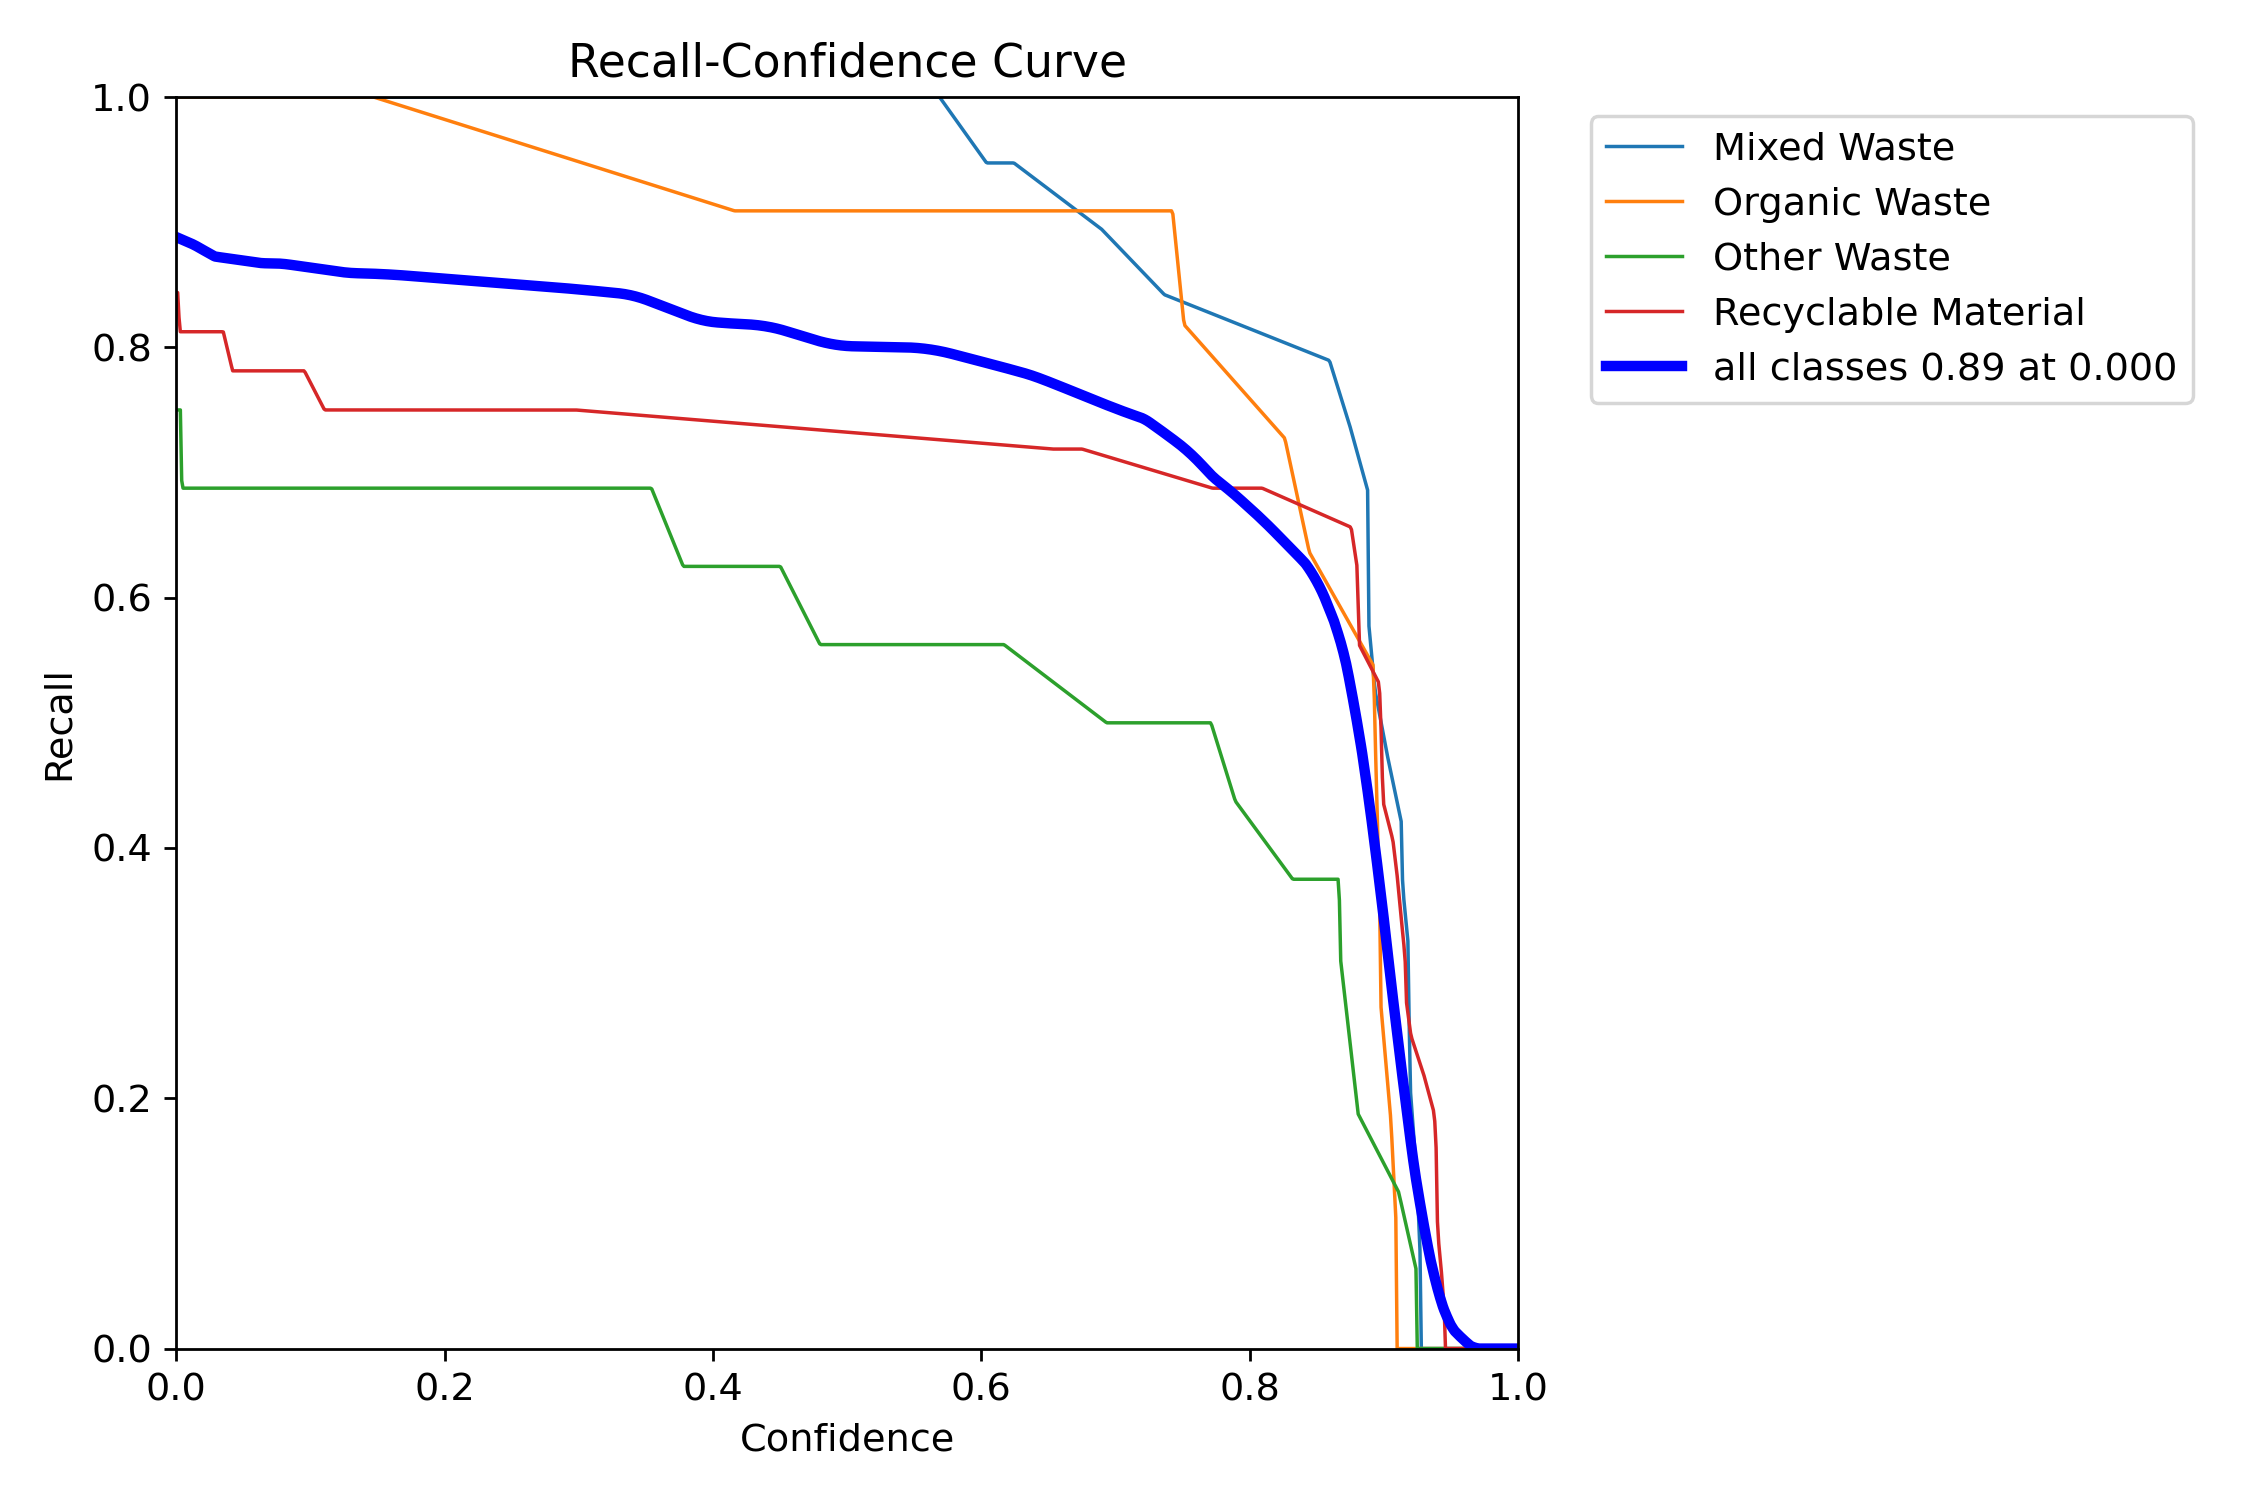 Recall-Confidence Curve
1.0
0.8
0.6
0.4
0.2
0.0
Recall
0.0 0.2 0.4 0.6 0.8 1.0
Confidence
Mixed Waste
Organic Waste
Other Waste
Recyclable Material
all classes 0.89 at 0.000